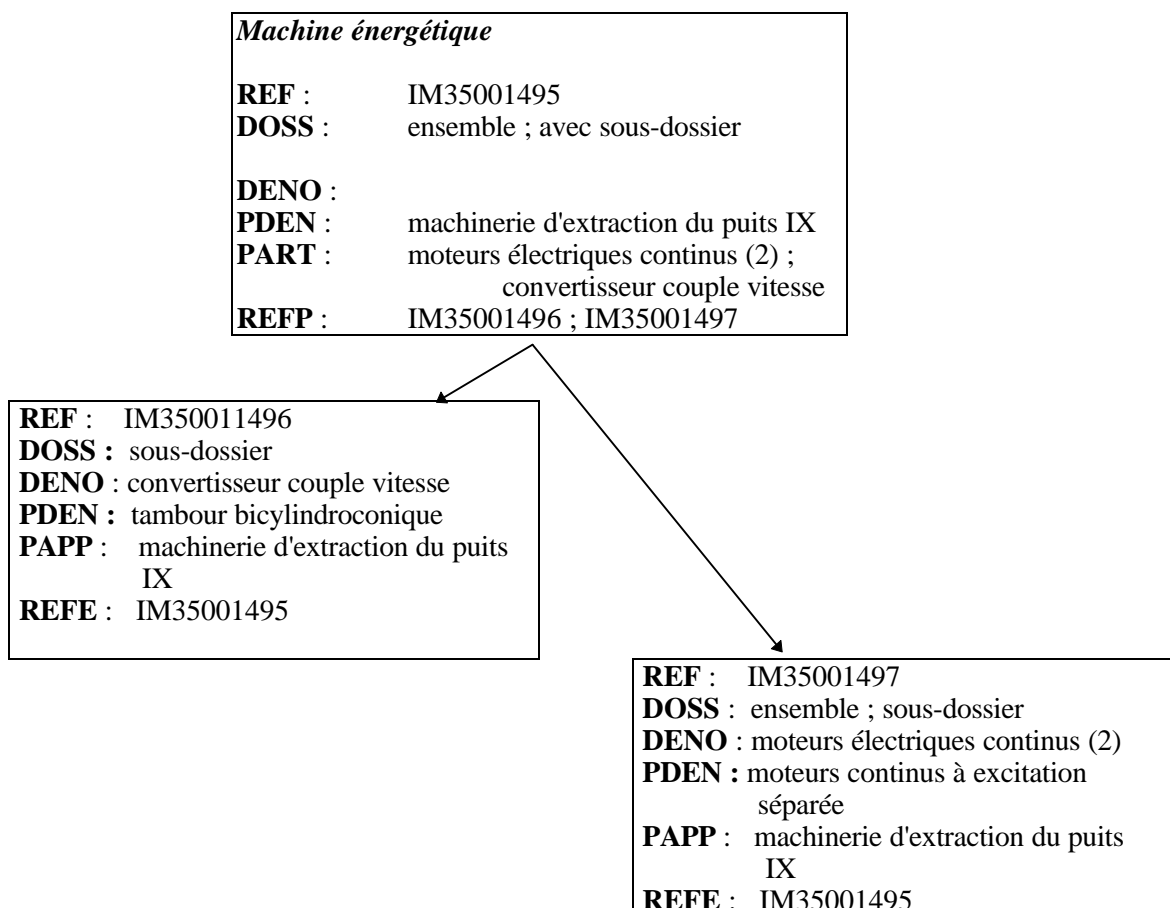 Machine énergétique
REF : IM35001495
DOSS : ensemble ; avec sous-dossier
DENO :
PDEN : machinerie d'extraction du puits IX
PART : moteurs électriques continus (2) ;
convertisseur couple vitesse
REFP : IM35001496 ; IM35001497
REF : IM350011496
DOSS : sous-dossier
DENO : convertisseur couple vitesse
PDEN : tambour bicylindroconique
PAPP : machinerie d'extraction du puits
IX
REFE : IM35001495
REF : IM35001497
DOSS : ensemble ; sous-dossier
DENO : moteurs électriques continus (2)
PDEN : moteurs continus à excitation
séparée
PAPP : machinerie d'extraction du puits
IX
REFE : IM35001495